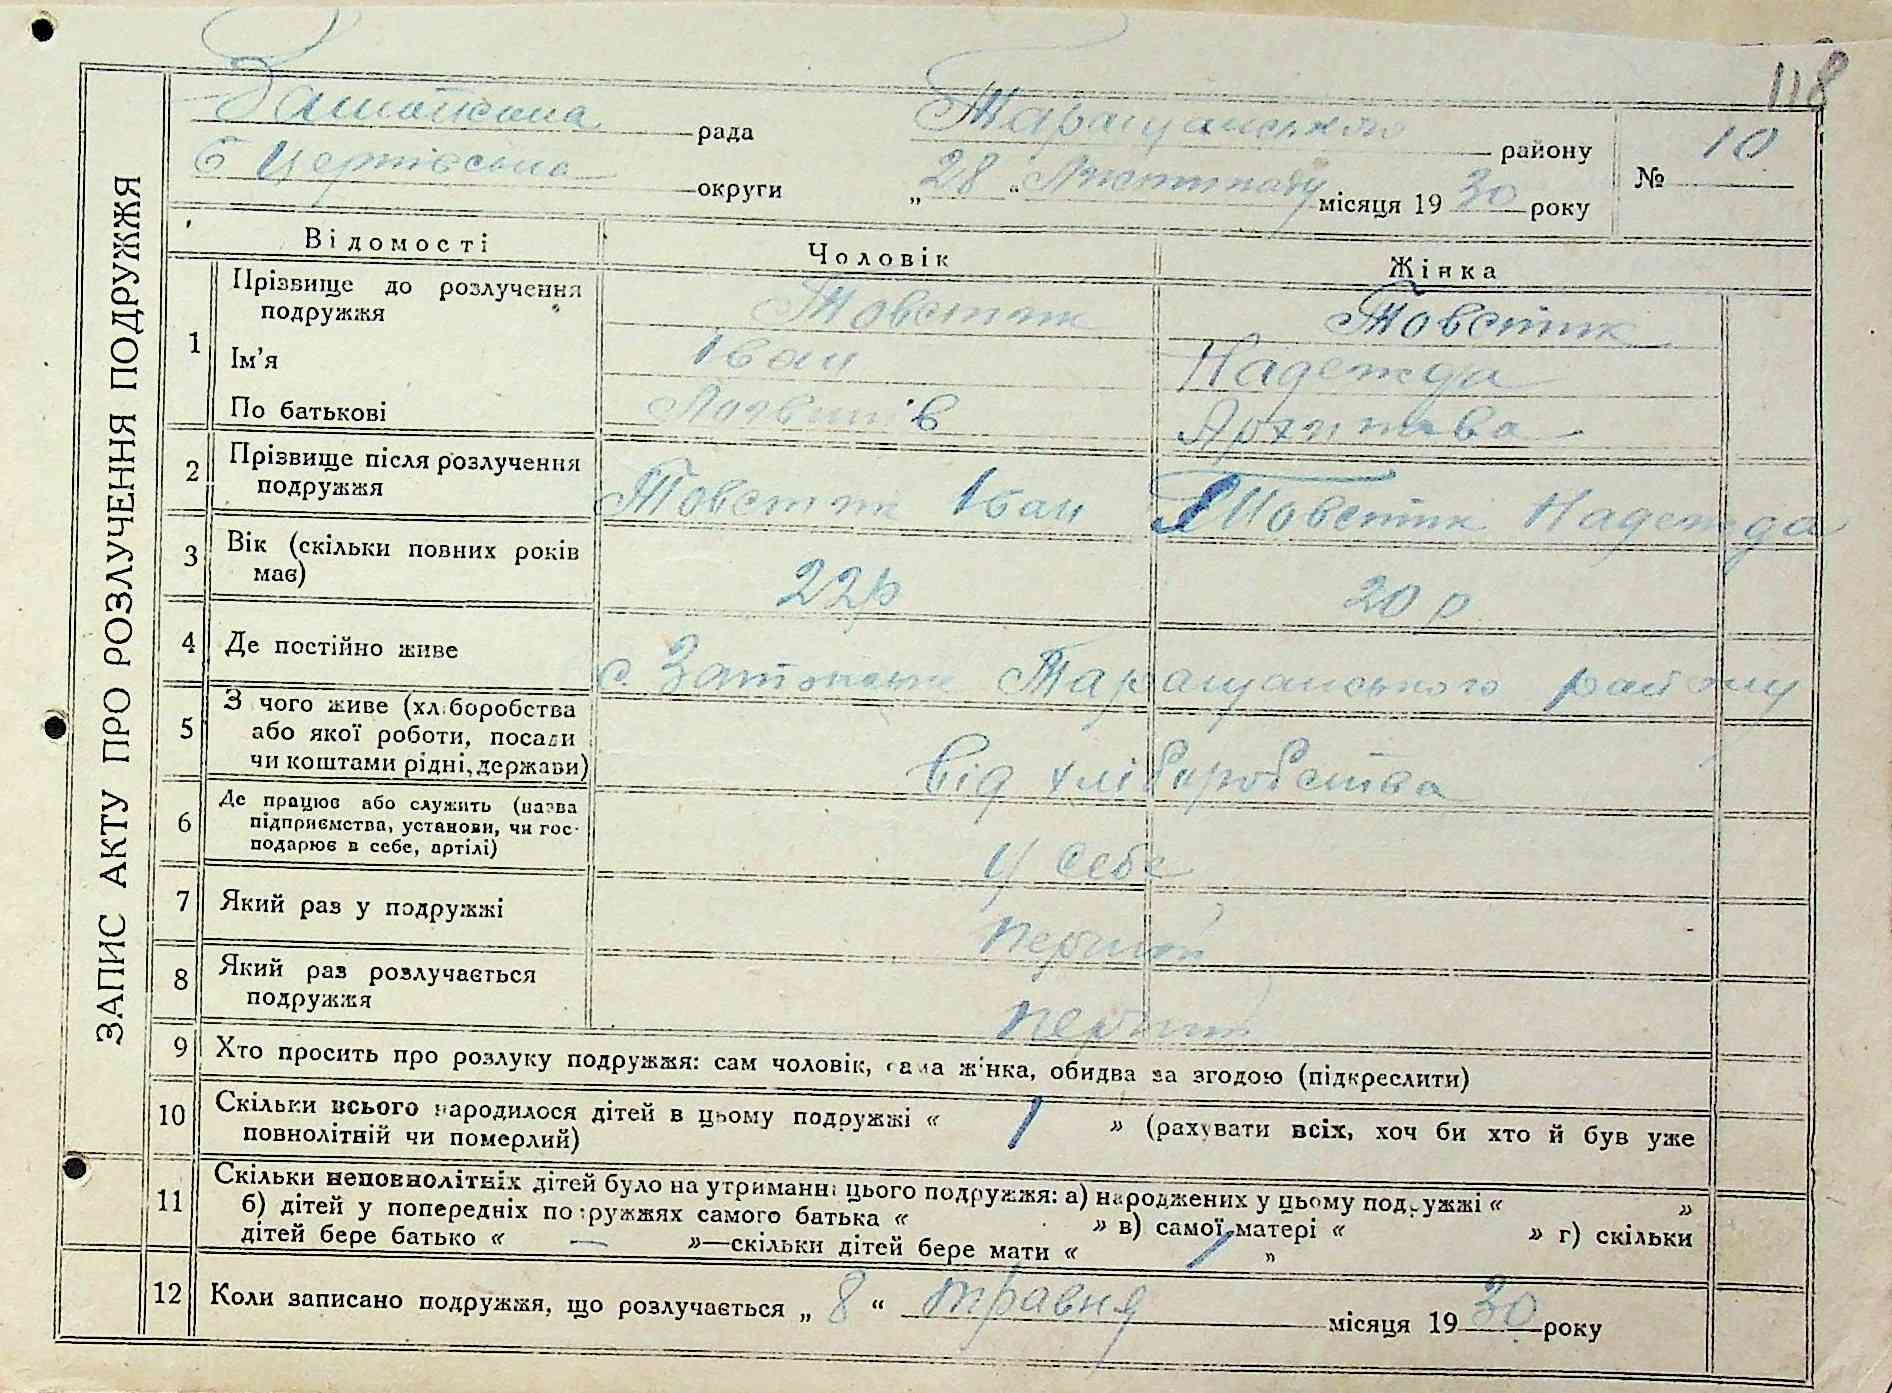 118
рада Таращанського району № 10
Б Церківська округи „28“ Листопаду місяця 1930 року
ЗАПИС АКТУ ПРО РОЗЛУЧЕННЯ ПОДРУЖЖЯ
Відомості Чоловік Жінка
1 Прізвище до розлучення Товстик Товстик
подружжя
Ім'я Іван Надежда
По батькові
2 Прізвище після розлучення Товстик Іван Товстик Надежда
подружжя
3 Вік (скільки повних років 22р 20 р
має)
4 Де постійно живе с. Таращанського району
5 З чого живе (хліборобства
або якої роботи, посади від хліборобства
чи коштами рідні, держави)
6 Де працює або служить (назва
підприємства, установи, чи гос-
подарює в себе, артілі) у себе
7 Який раз у подружжі перший
8 Який раз розлучається
подружжя перший
9 Хто просить про розлуку подружжя: сам чоловік, сама жінка, обидва за згодою (підкреслити)
10 Скільки всього народилося дітей в цьому подружжі « 1 » (рахувати всіх, хоч би хто й був уже
повнолітній чи померлий)
11 Скільки неповнолітніх дітей було на утриманні цього подружжя: а) народжених у цьому подружжі « »
б) дітей у попередніх подружжях самого батька « » в) самої матері « » г) скільки
дітей бере батько « — »—скільки дітей бере мати « 1 »
12 Коли записано подружжя, що розлучається „8“ травня місяця 1930 року